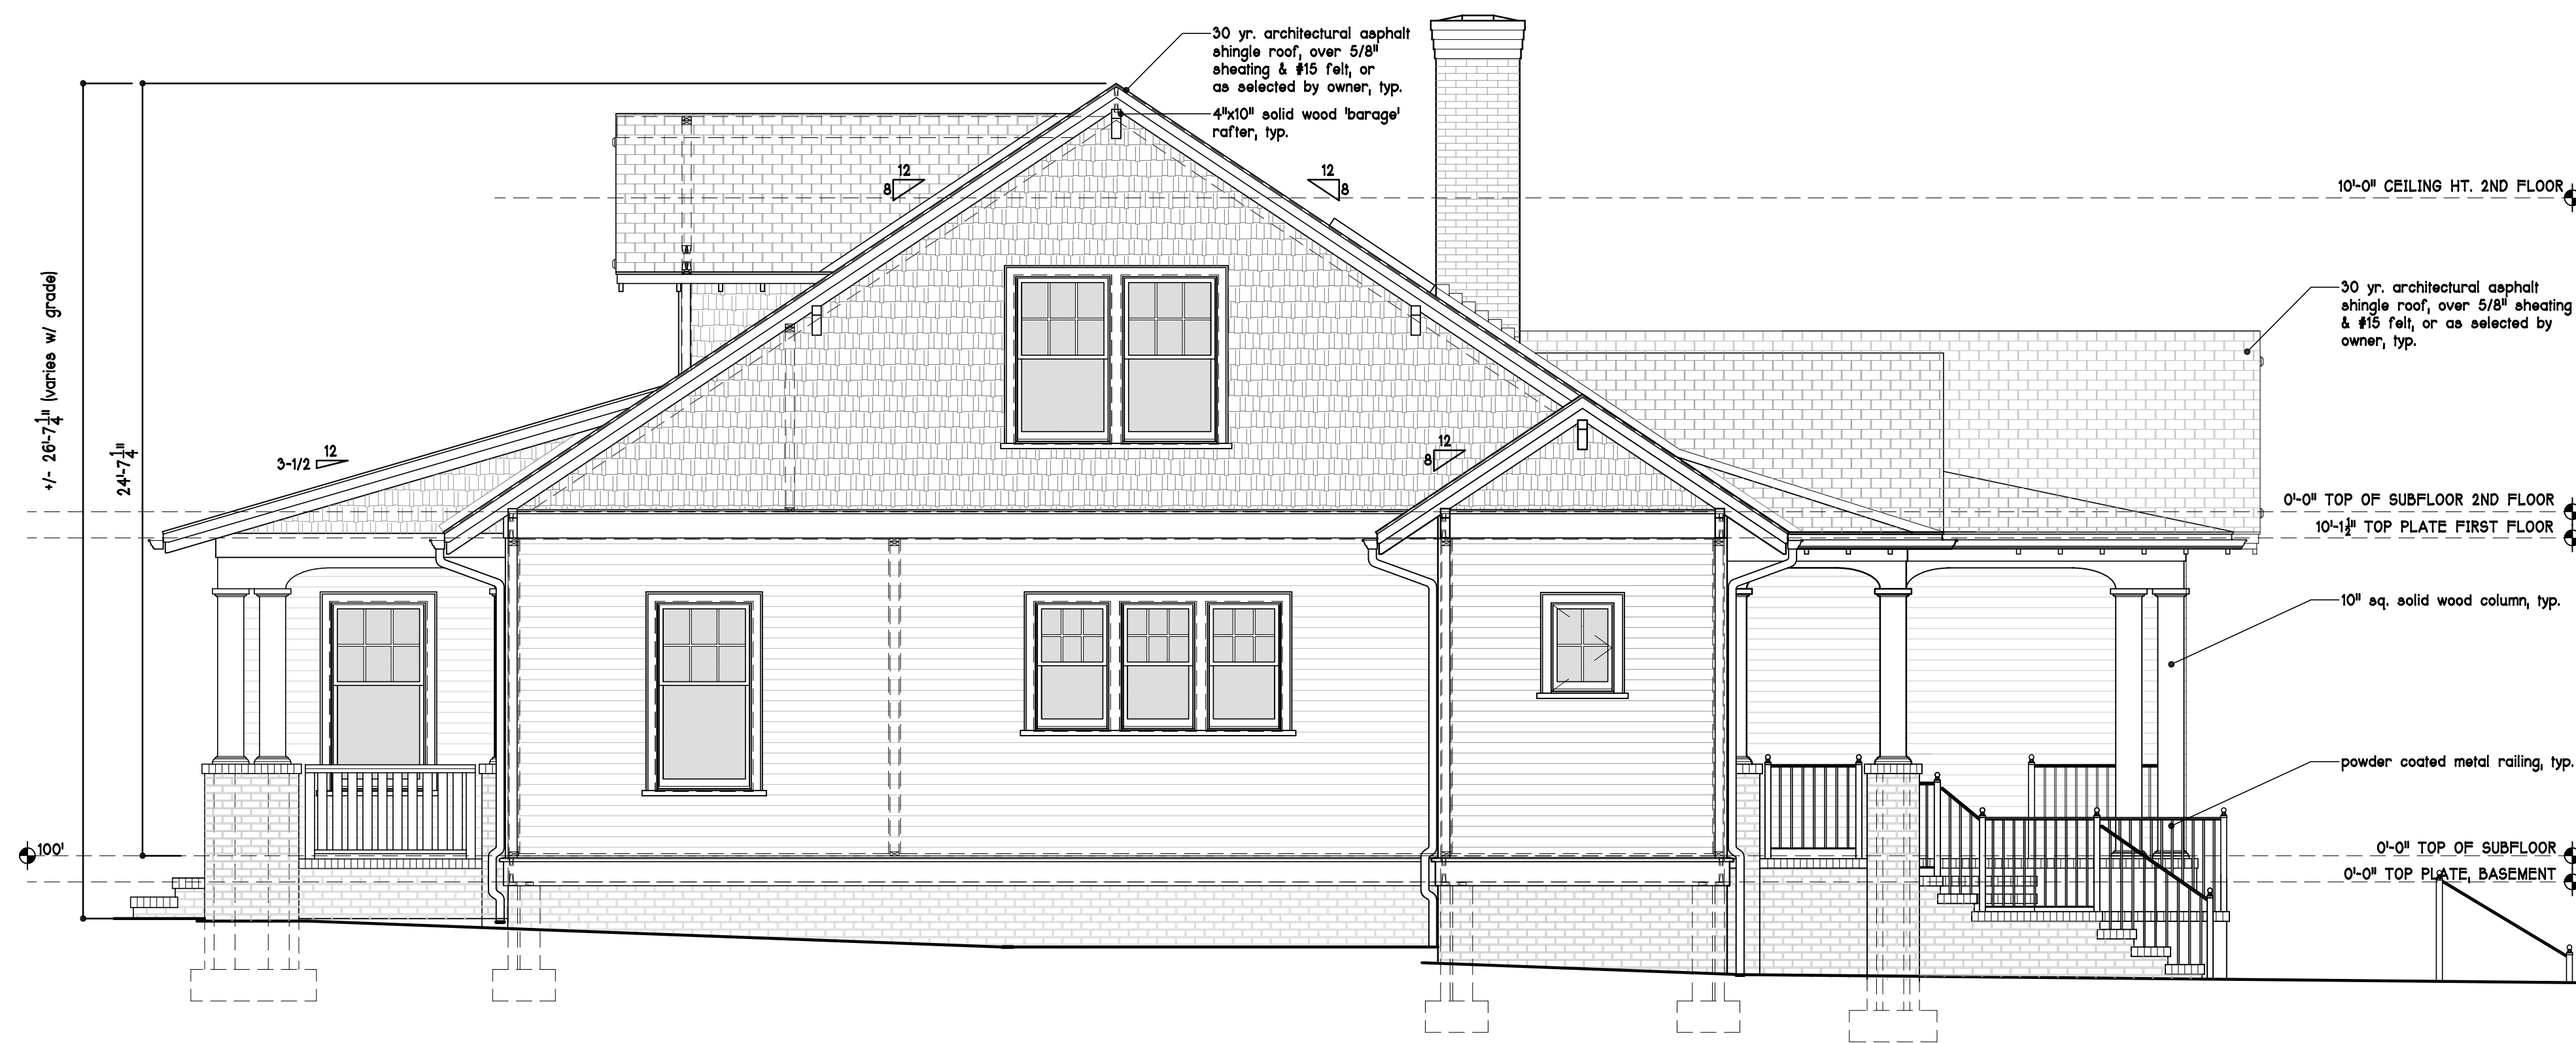 30 yr. architectural asphalt
shingle roof, over 5/8"
sheating & #15 felt, or
as selected by owner, typ.
4"x10" solid wood 'barage'
rafter, typ.
12
8
12
8
10'-0" CEILING HT. 2ND FLOOR
30 yr. architectural asphalt
shingle roof, over 5/8" sheating
& #15 felt, or as selected by
owner, typ.
+/- 26'-7 1/4" (varies w/ grade)
24'-7 1/4"
12
3-1/2
12
8
0'-0" TOP OF SUBFLOOR 2ND FLOOR
10'-1 1/2" TOP PLATE FIRST FLOOR
10" sq. solid wood column, typ.
powder coated metal railing, typ.
100'
0'-0" TOP OF SUBFLOOR
0'-0" TOP PLATE, BASEMENT